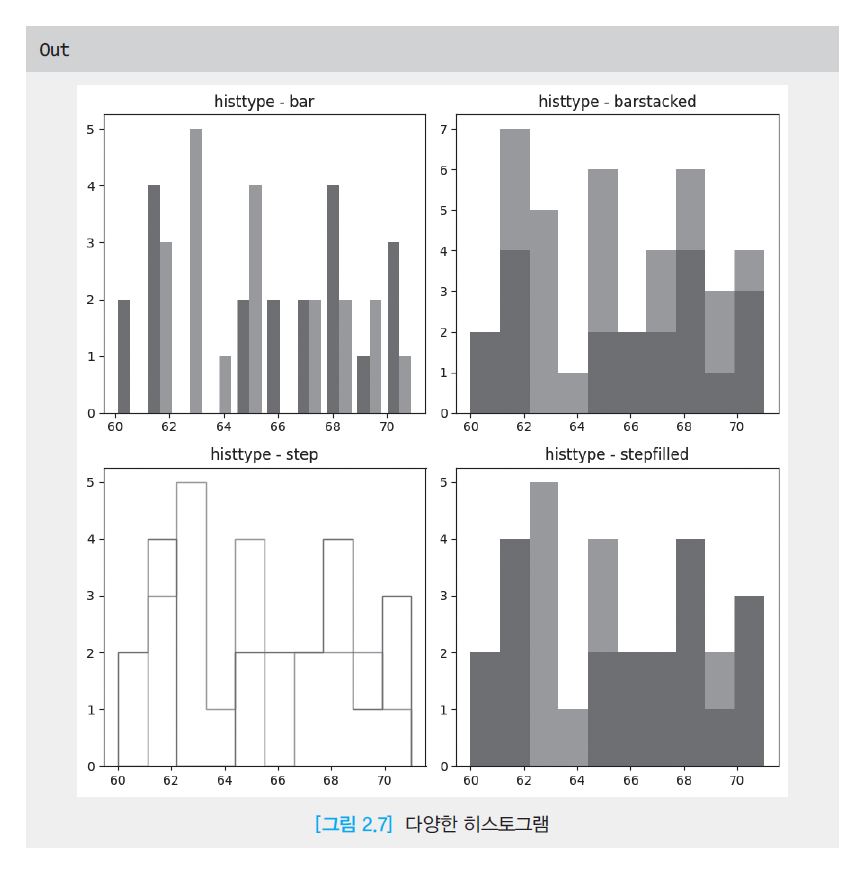 Out
histtype - bar
5
4
3
2
1
0
60 62 64 66 68 70
histtype - barstacked
7
6
5
4
3
2
1
0
60 62 64 66 68 70
histtype - step
5
4
3
2
1
0
60 62 64 66 68 70
histtype - stepfilled
5
4
3
2
1
0
60 62 64 66 68 70
[그림 2.7] 다양한 히스토그램